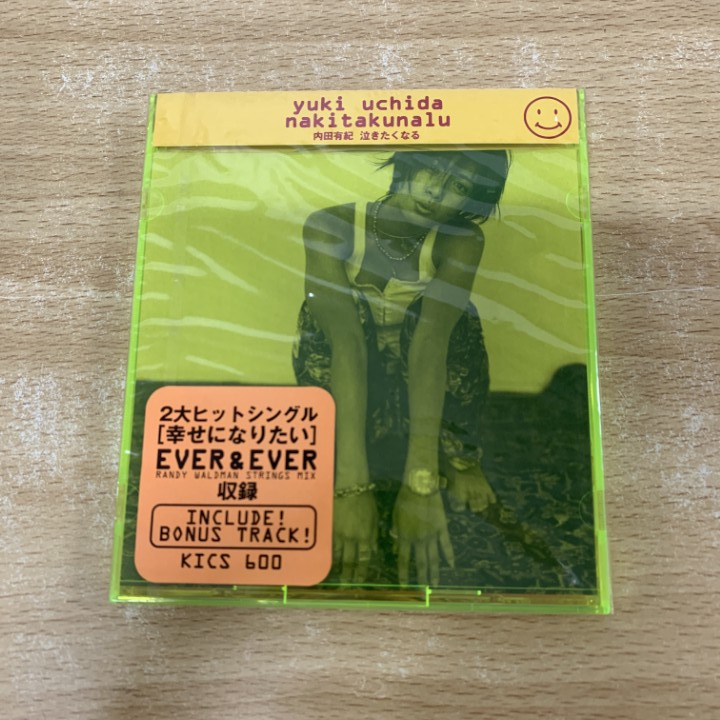 yuki uchida
nakitakunalu
内田有紀 泣きたくなる
2大ヒットシングル
[幸せになりたい]
EVER & EVER
RANDY WALDMAN STRINGS MIX
収録
INCLUDE!
BONUS TRACK!
KICS 600